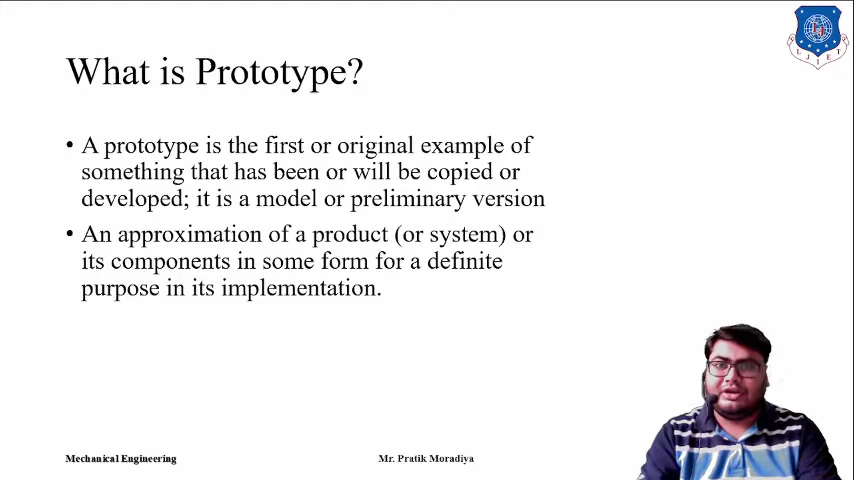 What is Prototype?
• A prototype is the first or original example of
something that has been or will be copied or
developed; it is a model or preliminary version
• An approximation of a product (or system) or
its components in some form for a definite
purpose in its implementation.
LJIET
Mechanical Engineering
Mr. Pratik Moradiya